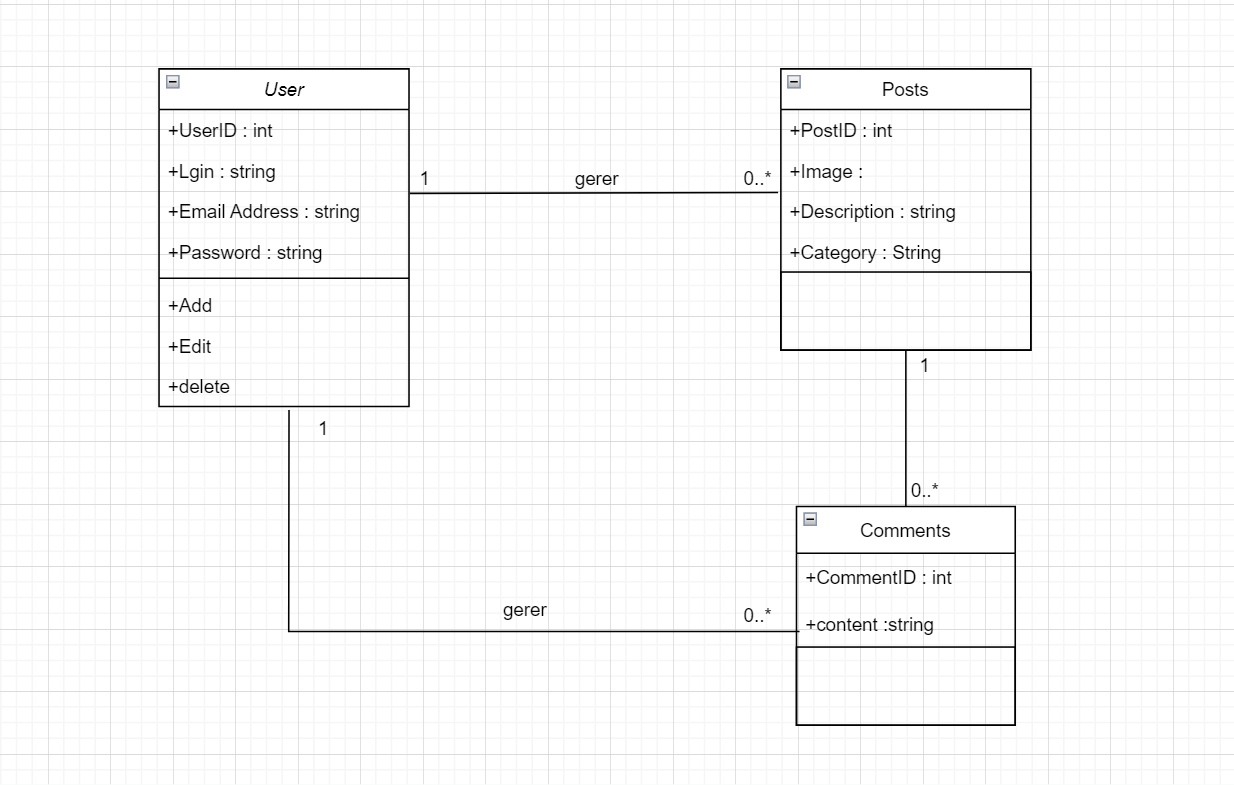 User
+UserID : int
+Lgin : string
+Email Address : string
+Password : string
+Add
+Edit
+delete
1
gerer
0..*
Posts
+PostID : int
+Image :
+Description : string
+Category : String
1
0..*
1
gerer
0..*
Comments
+CommentID : int
+content :string